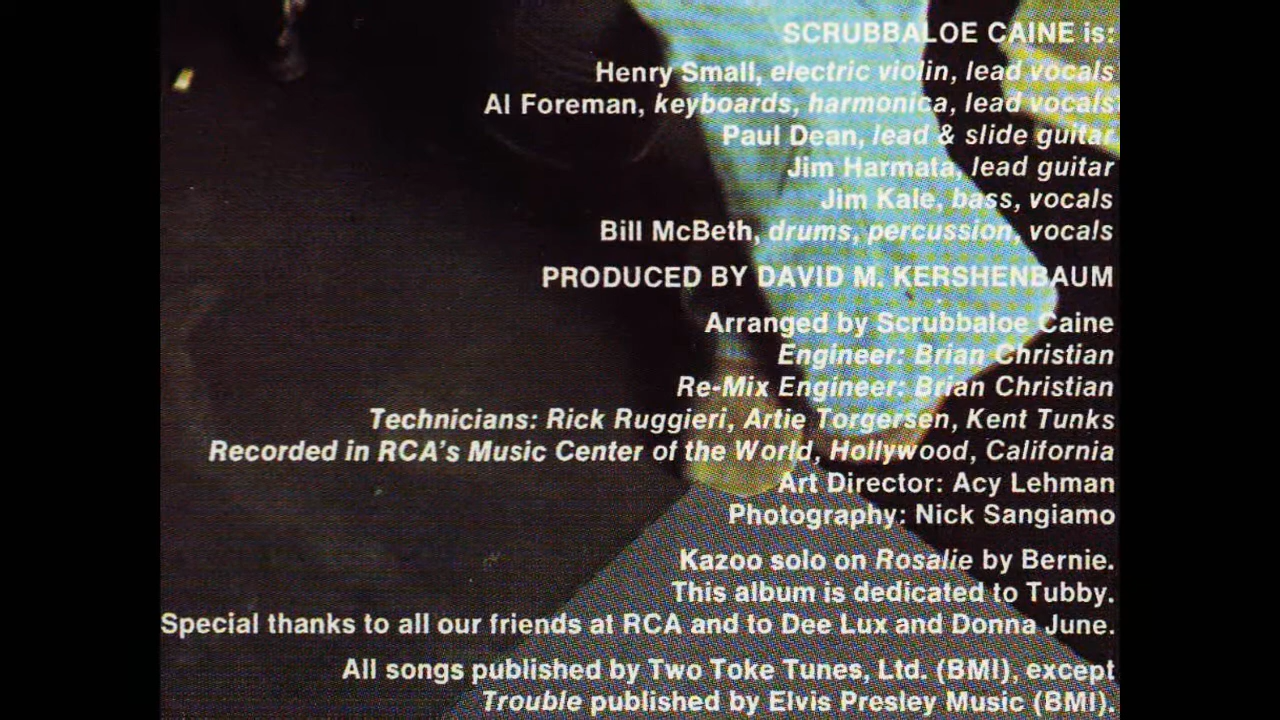 SCRUBBALOE CAINE is:
Henry Small, electric violin, lead vocals
Al Foreman, keyboards, harmonica, lead vocals
Paul Dean, lead & slide guitar
Jim Harmata, lead guitar
Jim Kale, bass, vocals
Bill McBeth, drums, percussion, vocals
PRODUCED BY DAVID M. KERSHENBAUM
Arranged by Scrubbaloe Caine
Engineer: Brian Christian
Re-Mix Engineer: Brian Christian
Technicians: Rick Ruggieri, Artie Torgersen, Kent Tunks
Recorded in RCA's Music Center of the World, Hollywood, California
Art Director: Acy Lehman
Photography: Nick Sangiamo
Kazoo solo on Rosalie by Bernie.
This album is dedicated to Tubby.
Special thanks to all our friends at RCA and to Dee Lux and Donna June.
All songs published by Two Toke Tunes, Ltd. (BMI), except
Trouble published by Elvis Presley Music (BMI).